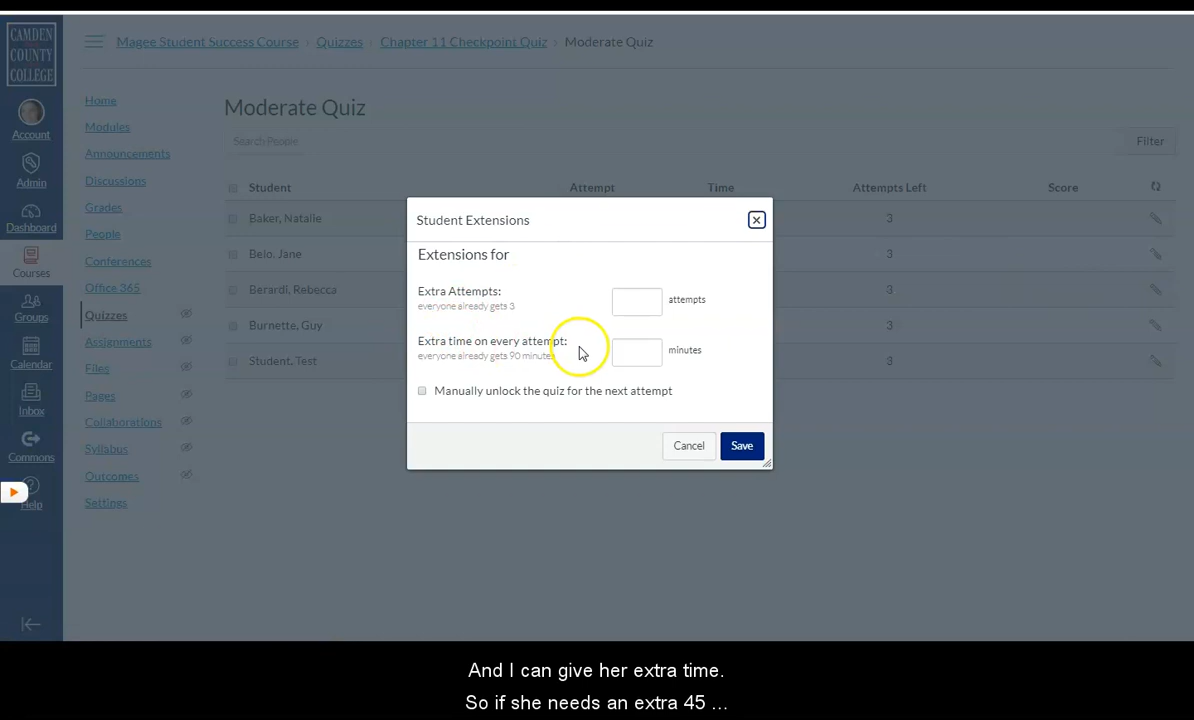 CAMDEN
COUNTY
COLLEGE
Magee Student Success Course › Quizzes › Chapter 11 Checkpoint Quiz › Moderate Quiz
Account
Admin
Dashboard
Courses
Groups
Calendar
Inbox
Commons
Help
Home
Modules
Announcements
Discussions
Grades
People
Conferences
Office 365
Quizzes
Assignments
Files
Pages
Collaborations
Syllabus
Outcomes
Settings
Moderate Quiz
Search People
Filter
Student Attempt Time Attempts Left Score
Baker, Natalie 3
Belo, Jane 3
Berardi, Rebecca 3
Burnette, Guy 3
Student, Test 3
Student Extensions
Extensions for
Extra Attempts: attempts
everyone already gets 3
Extra time on every attempt: minutes
everyone already gets 90 minutes
Manually unlock the quiz for the next attempt
Cancel Save
And I can give her extra time.
So if she needs an extra 45 ...